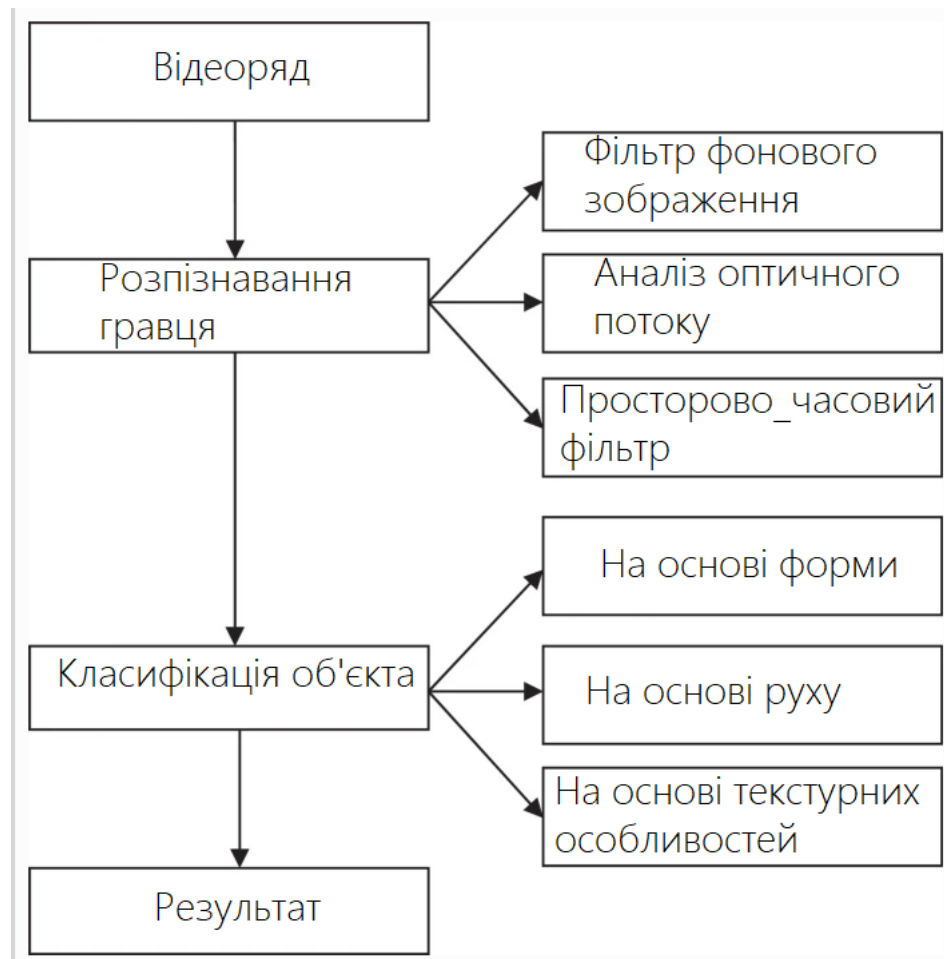 Відеоряд
Фільтр фонового
зображення
Розпізнавання
гравця
Аналіз оптичного
потоку
Просторово_часовий
фільтр
На основі форми
Класифікація об'єкта
На основі руху
На основі текстурних
особливостей
Результат